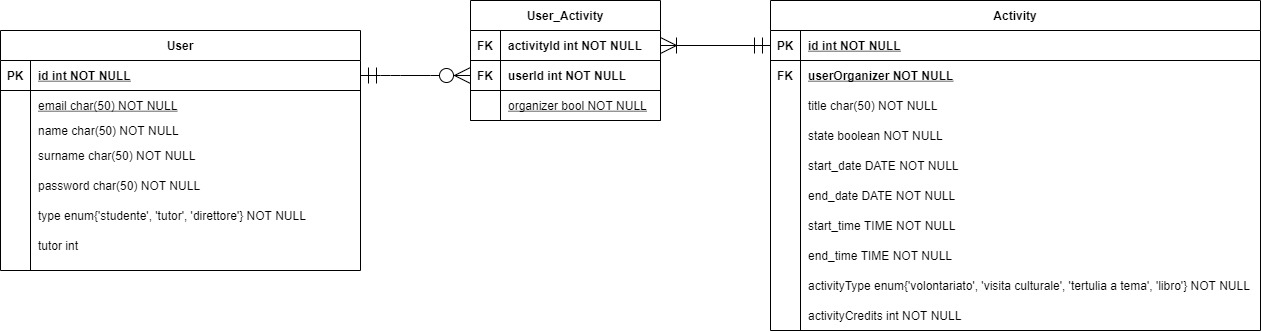 User
PK id int NOT NULL
email char(50) NOT NULL
name char(50) NOT NULL
surname char(50) NOT NULL
password char(50) NOT NULL
type enum{'studente', 'tutor', 'direttore'} NOT NULL
tutor int
User_Activity
FK activityId int NOT NULL
FK userId int NOT NULL
organizer bool NOT NULL
Activity
PK id int NOT NULL
FK userOrganizer NOT NULL
title char(50) NOT NULL
state boolean NOT NULL
start_date DATE NOT NULL
end_date DATE NOT NULL
start_time TIME NOT NULL
end_time TIME NOT NULL
activityType enum{'volontariato', 'visita culturale', 'tertulia a tema', 'libro'} NOT NULL
activityCredits int NOT NULL